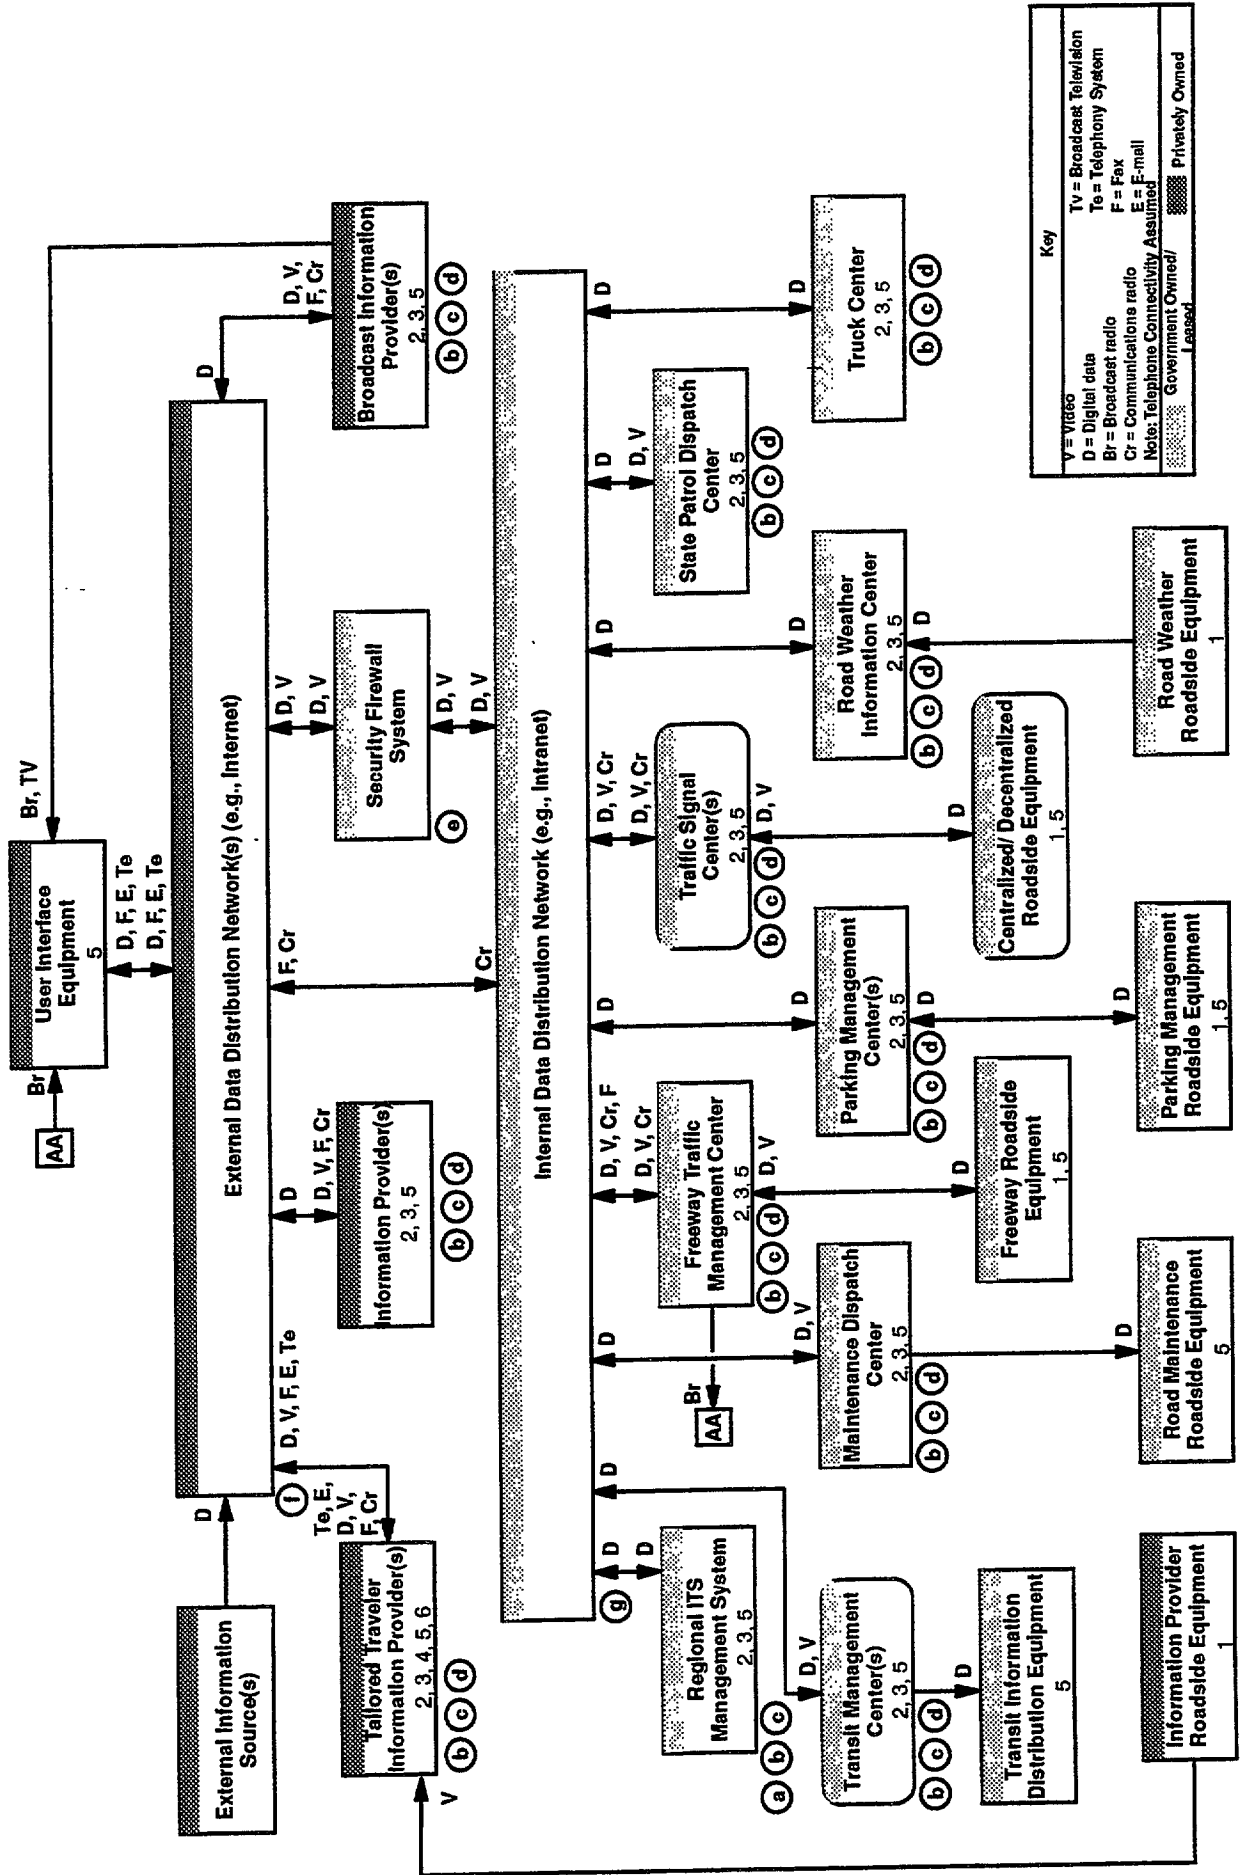 AA
Br
User Interface
Equipment
5
Br, TV
D, F, E, Te
D, F, E, Te
External Information
Source(s)
D
External Data Distribution Network(s) (e.g., Internet)
D
D, V,
F, Cr
Broadcast Information
Provider(s)
2, 3, 5
b c d
f
D, V, F, E, Te
Te, E,
D, V,
F, Cr
Tailored Traveler
Information Provider(s)
2, 3, 4, 5, 6
b c d
V
D
D, V, F, Cr
Information Provider(s)
2, 3, 5
b c d
F, Cr
Cr
D, V
D, V
Security Firewall
System
e
D, V
D, V
Internal Data Distribution Network (e.g., Intranet)
g
D
D
Regional ITS
Management System
2, 3, 5
a b c
D
D, V
Transit Management
Center(s)
2, 3, 5
b c d
D
Transit Information
Distribution Equipment
5
Information Provider
Roadside Equipment
1
D
D, V
Maintenance Dispatch
Center
2, 3, 5
b c d
D
Road Maintenance
Roadside Equipment
5
D, V, Cr, F
D, V, Cr
Freeway Traffic
Management Center
2, 3, 5
b c d
Br
AA
D, V
D
Freeway Roadside
Equipment
1, 5
D
D
Parking Management
Center(s)
2, 3, 5
b c d
D
D
Parking Management
Roadside Equipment
1, 5
D, V, Cr
D, V, Cr
Traffic Signal
Center(s)
2, 3, 5
b c d
D, V
D
Centralized/ Decentralized
Roadside Equipment
1, 5
D
D
Road Weather
Information Center
2, 3, 5
b c d
D
Road Weather
Roadside Equipment
1
D
D, V
State Patrol Dispatch
Center
2, 3, 5
b c d
D
D
Truck Center
2, 3, 5
b c d
Key
V = Video
D = Digital data
Br = Broadcast radio
Cr = Communications radio
Tv = Broadcast Television
Te = Telephony System
F = Fax
E = E-mail
Note: Telephone Connectivity Assumed
Government Owned/
Leased
Privately Owned